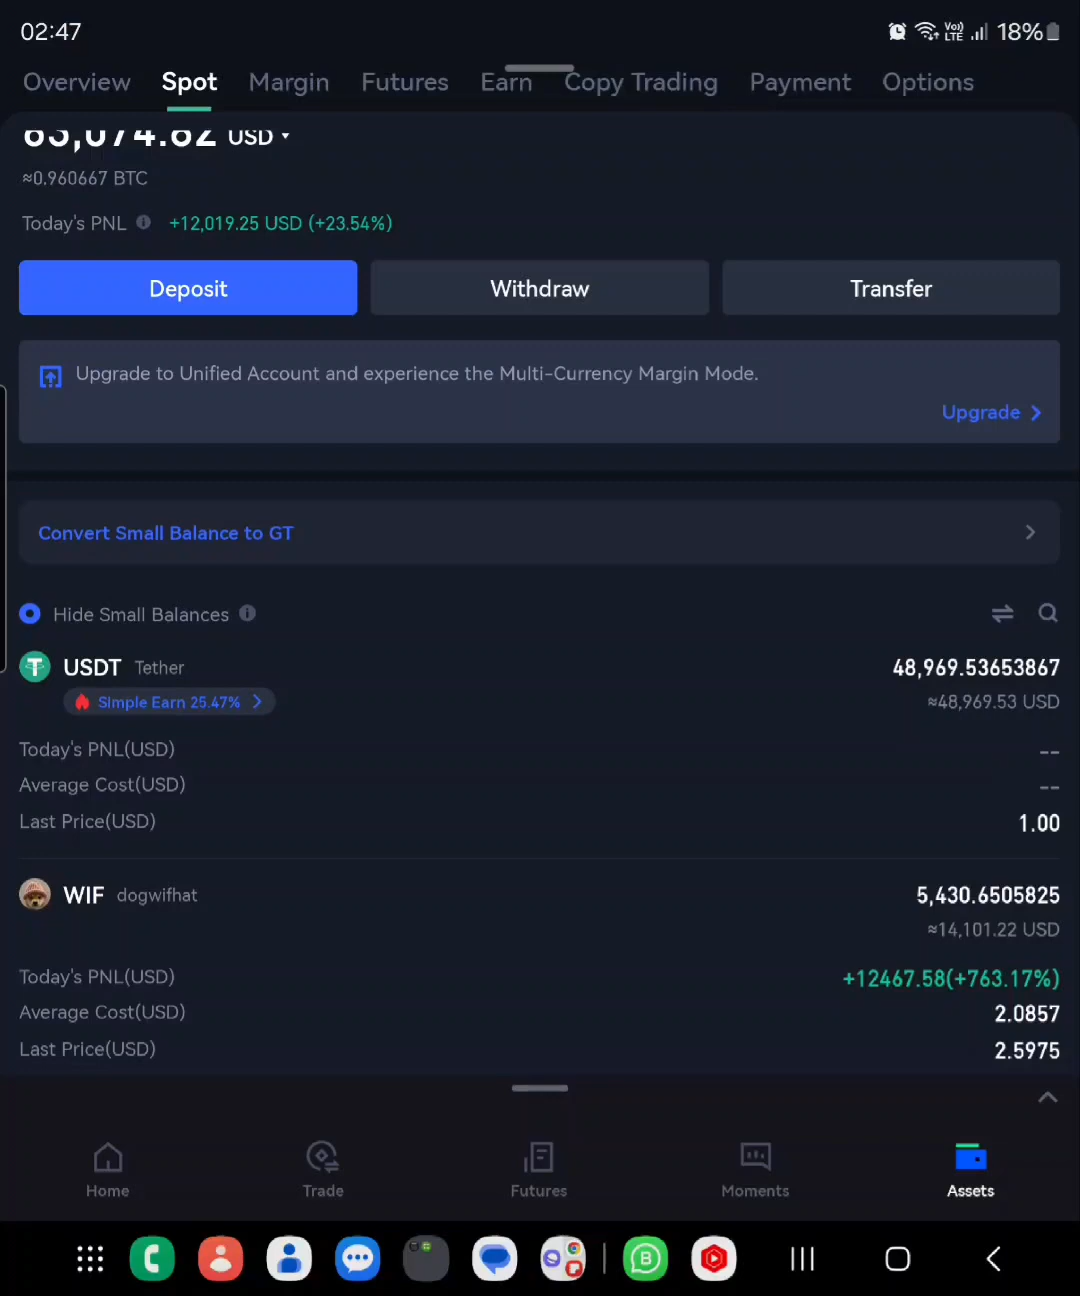 02:47 Vo)) LTE 18%
Overview Spot Margin Futures Earn Copy Trading Payment Options
63,074.62 USD
≈0.960667 BTC
Today's PNL +12,019.25 USD (+23.54%)
Deposit Withdraw Transfer
Upgrade to Unified Account and experience the Multi-Currency Margin Mode.
Upgrade
Convert Small Balance to GT
Hide Small Balances
USDT Tether 48,969.53653867
Simple Earn 25.47% ≈48,969.53 USD
Today's PNL(USD) --
Average Cost(USD) --
Last Price(USD) 1.00
WIF dogwifhat 5,430.6505825
≈14,101.22 USD
Today's PNL(USD) +12467.58(+763.17%)
Average Cost(USD) 2.0857
Last Price(USD) 2.5975
Home Trade Futures Moments Assets